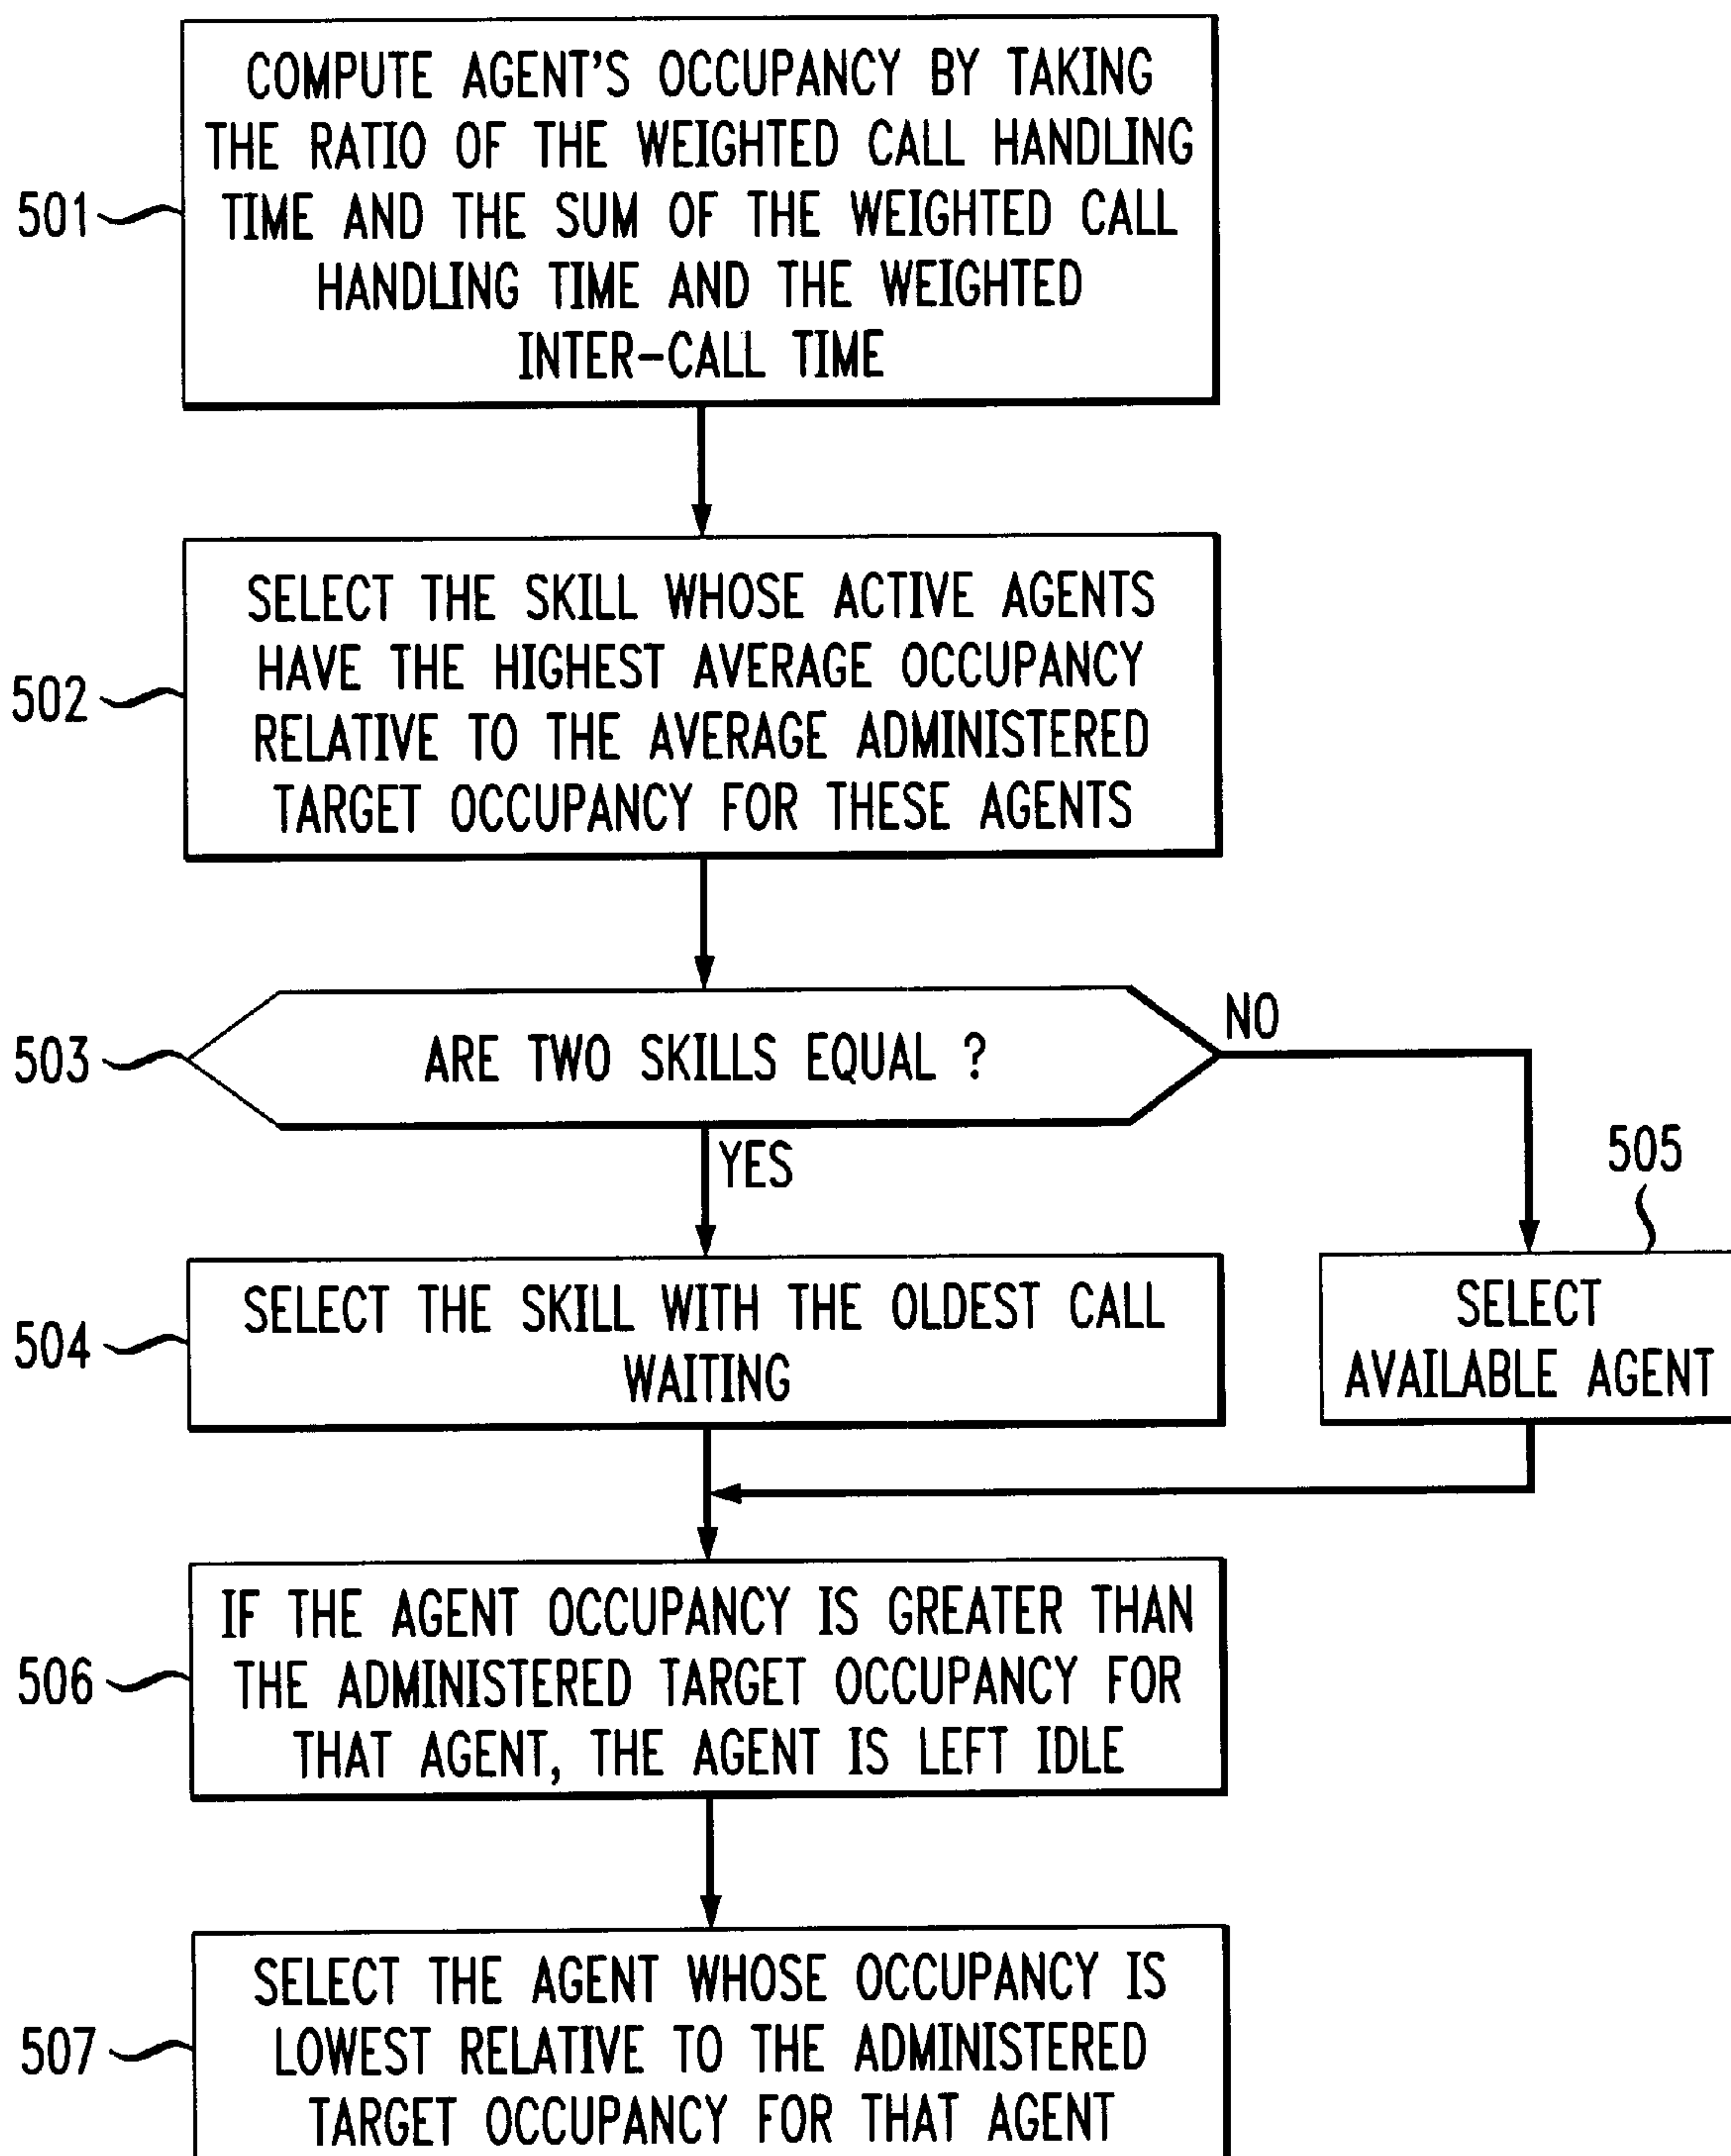 COMPUTE AGENT'S OCCUPANCY BY TAKING
THE RATIO OF THE WEIGHTED CALL HANDLING
501
TIME AND THE SUM OF THE WEIGHTED CALL
HANDLING TIME AND THE WEIGHTED
INTER-CALL TIME
SELECT THE SKILL WHOSE ACTIVE AGENTS
HAVE THE HIGHEST AVERAGE OCCUPANCY
502
RELATIVE TO THE AVERAGE ADMINISTERED
TARGET OCCUPANCY FOR THESE AGENTS
503
ARE TWO SKILLS EQUAL ?
NO
YES
505
504
SELECT THE SKILL WITH THE OLDEST CALL
WAITING
SELECT
AVAILABLE AGENT
IF THE AGENT OCCUPANCY IS GREATER THAN
506
THE ADMINISTERED TARGET OCCUPANCY FOR
THAT AGENT, THE AGENT IS LEFT IDLE
SELECT THE AGENT WHOSE OCCUPANCY IS
507
LOWEST RELATIVE TO THE ADMINISTERED
TARGET OCCUPANCY FOR THAT AGENT